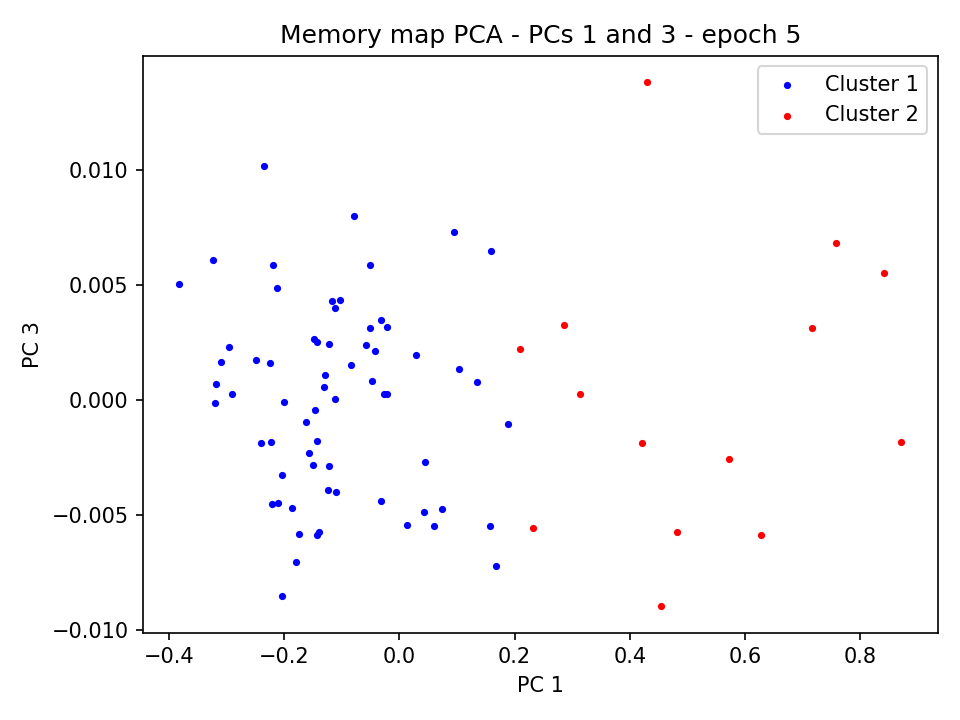 Memory map PCA - PCs 1 and 3 - epoch 5
Cluster 1
Cluster 2
0.010
0.005
0.000
−0.005
−0.010
PC 3
−0.4
−0.2
0.0
0.2
0.4
0.6
0.8
PC 1